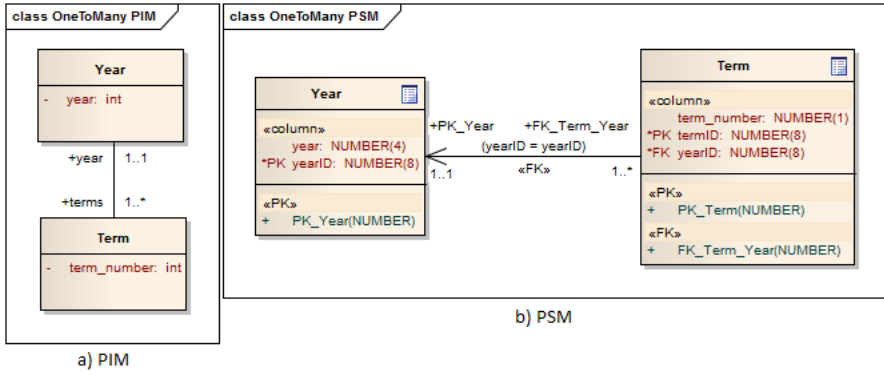 class OneToMany PIM
Year
- year: int
+year 1..1
+terms 1..*
Term
- term_number: int
a) PIM
class OneToMany PSM
Year
«column»
year: NUMBER(4)
*PK yearID: NUMBER(8)
«PK»
+ PK_Year(NUMBER)
+PK_Year +FK_Term_Year
(yearID = yearID)
1..1 «FK» 1..*
Term
«column»
term_number: NUMBER(1)
*PK termID: NUMBER(8)
*FK yearID: NUMBER(8)
«PK»
+ PK_Term(NUMBER)
«FK»
+ FK_Term_Year(NUMBER)
b) PSM